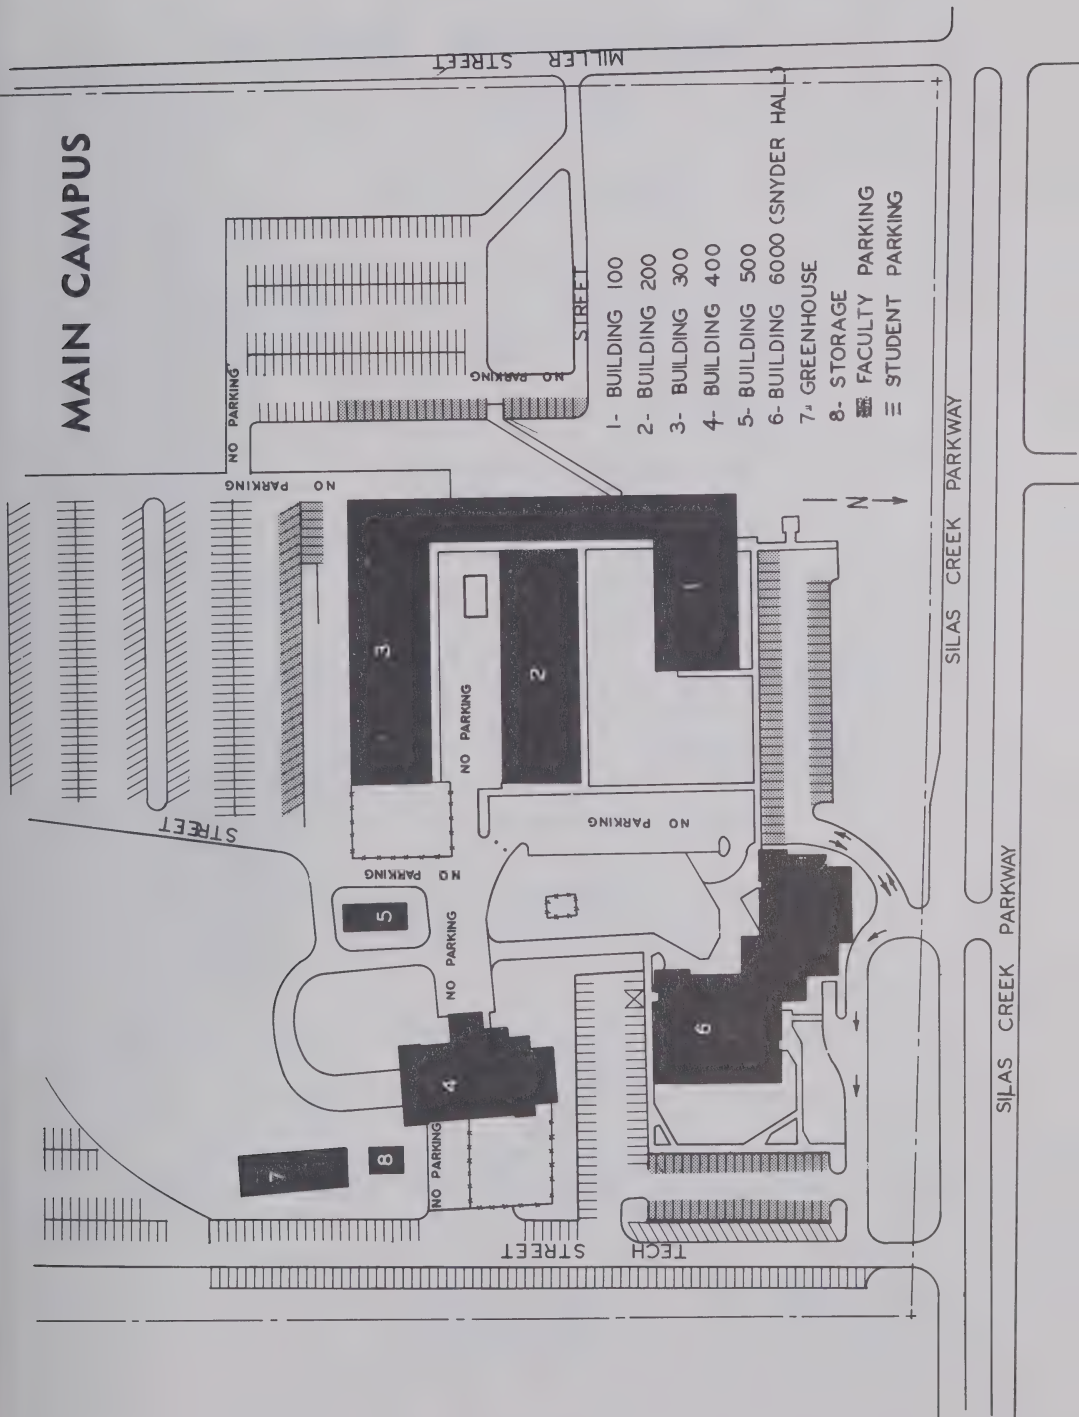 MAIN CAMPUS
MILLER STREET
NO PARKING
NO PARKING
NO PARKING
STREET
1- BUILDING 100
2- BUILDING 200
3- BUILDING 300
4- BUILDING 400
5- BUILDING 500
6- BUILDING 6000 (SNYDER HALL)
7- GREENHOUSE
8- STORAGE
FACULTY PARKING
= STUDENT PARKING
N
SILAS CREEK PARKWAY
SILAS CREEK PARKWAY
3
2
1
NO PARKING
NO PARKING
STREET
NO PARKING
5
NO PARKING
4
6
7
8
NO PARKING
TECH STREET